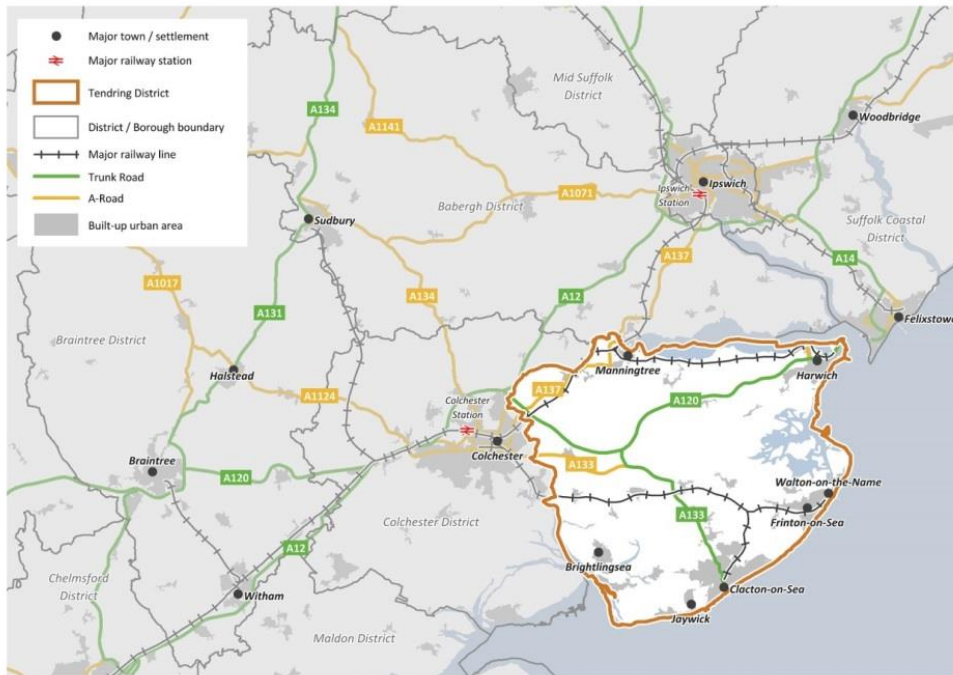 Major town / settlement
Major railway station
Tendring District
District / Borough boundary
Major railway line
Trunk Road
A-Road
Built-up urban area
A134
A1141
Mid Suffolk
District
Woodbridge
Ipswich
Ipswich
Station
A1071
Babergh District
Sudbury
Suffolk Coastal
District
A137
A14
A1017
A134
A12
A131
Felixstowe
Braintree District
Halstead
Manningtree
Harwich
A1124
A137
A120
Colchester
Station
Colchester
Braintree
A120
A133
Walton-on-the-Name
Frinton-on-Sea
A133
Colchester District
A12
Brightlingsea
Chelmsford
District
Witham
Clacton-on-Sea
Jaywick
Maldon District